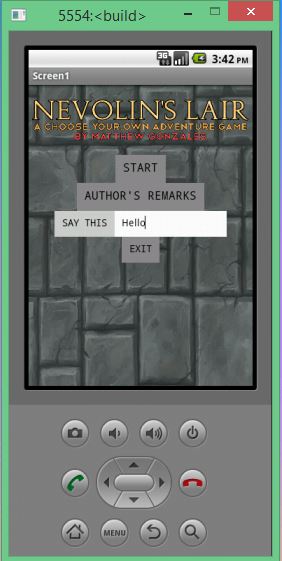 5554:<build>
3G 3:42 PM
Screen1
NEVOLIN'S LAIR
A CHOOSE YOUR OWN ADVENTURE GAME
BY MATTHEW GONZALES
START
AUTHOR'S REMARKS
SAY THIS Hello
EXIT
MENU